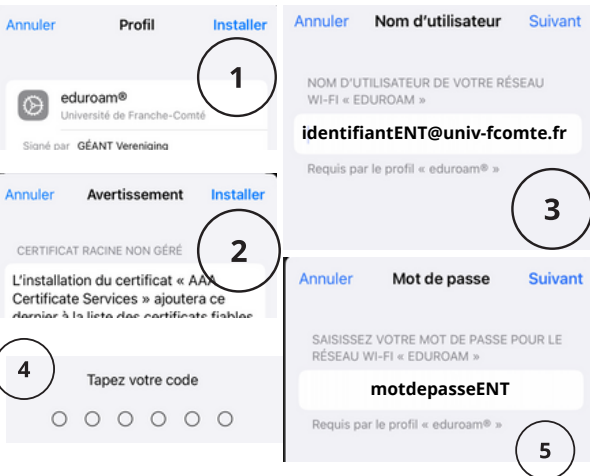 Annuler Profil Installer
1
eduroam®
Université de Franche-Comté
Signé par GÉANT Vereniging
Annuler Avertissement Installer
2
CERTIFICAT RACINE NON GÉRÉ
L'installation du certificat « AAA
Certificate Services » ajoutera ce
dernier à la liste des certificats fiables
Annuler Nom d'utilisateur Suivant
NOM D'UTILISATEUR DE VOTRE RÉSEAU
WI-FI « EDUROAM »
identifiantENT@univ-fcomte.fr
Requis par le profil « eduroam® »
3
4
Tapez votre code
Annuler Mot de passe Suivant
SAISISSEZ VOTRE MOT DE PASSE POUR LE
RÉSEAU WI-FI « EDUROAM »
motdepasseENT
Requis par le profil « eduroam® »
5